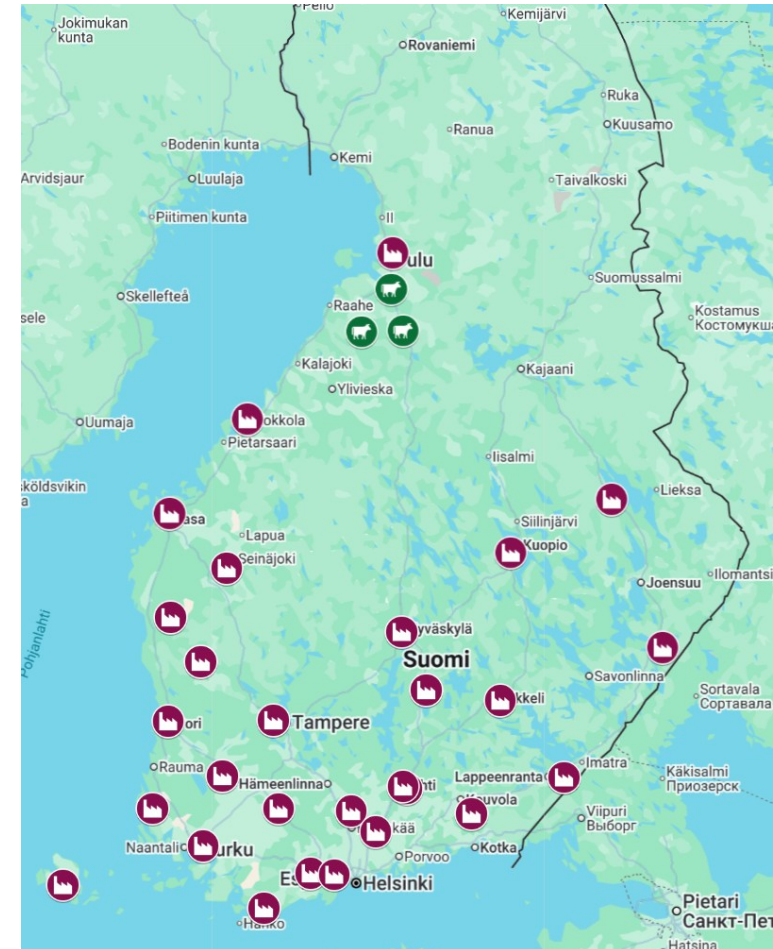 Pello
Kemijärvi
Jokimukan
kunta
Rovaniemi
Ruka
Kuusamo
Ranua
Bodenin kunta
Kemi
Arvidsjaur
Luulaja
Taivalkoski
Piitimen kunta
II
ulu
Suomussalmi
Skellefteå
Raahe
sele
Kostamus
Костомукша
Kalajoki
Kajaani
Ylivieska
Uumaja
okkola
Pietarsaari
Iisalmi
sköldsvikin
a
Lieksa
asa
Siilinjärvi
Lapua
Kuopio
Seinäjoki
Ilomantsi
Joensuu
Pohjanlahti
yväskylä
Suomi
Savonlinna
kkeli
Sortavala
Сортавала
ori
Tampere
Imatra
Rauma
Lappeenranta
Käkisalmi
Приозерск
Hämeenlinna
hti
Kouvola
Viipuri
Выборг
kää
Naantali
urku
Porvoo
Kotka
Es
Helsinki
Hanko
Pietari
Санкт-Пет
Hatsina